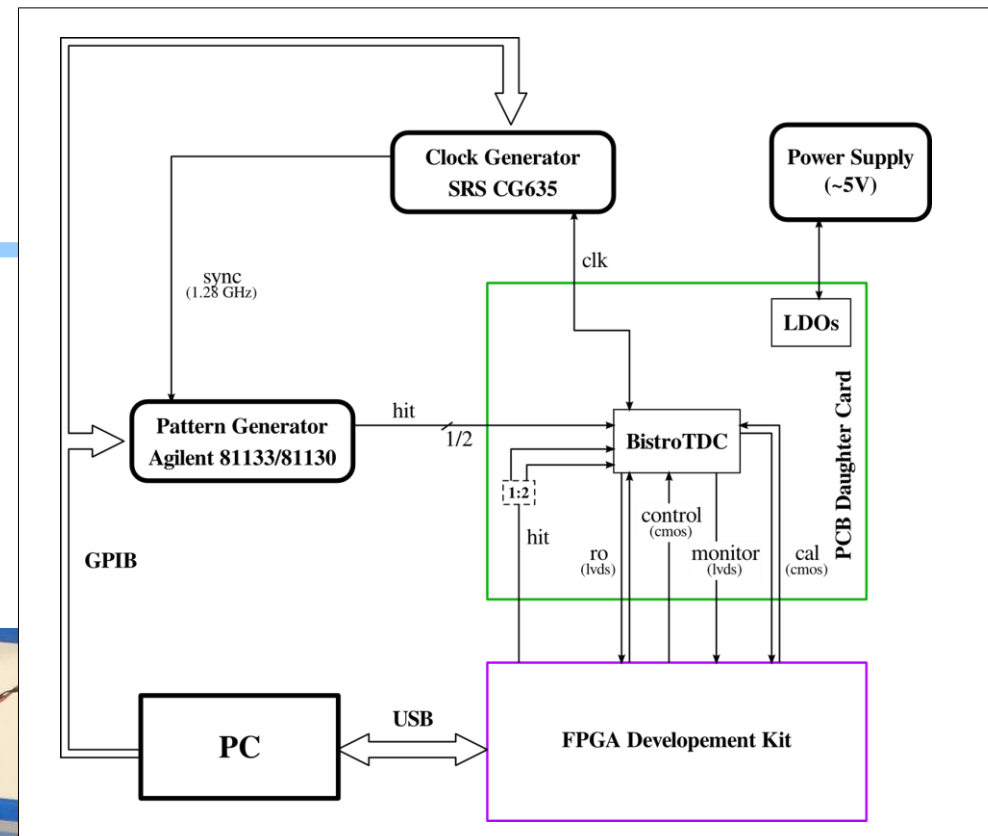 Clock Generator
SRS CG635
Power Supply
(~5V)
clk
sync
(1.28 GHz)
LDOs
PCB Daughter Card
Pattern Generator
Agilent 81133/81130
hit
1/2
BistroTDC
1:2
hit
control
(cmos)
ro
(lvds)
monitor
(lvds)
cal
(cmos)
GPIB
PC
USB
FPGA Developement Kit